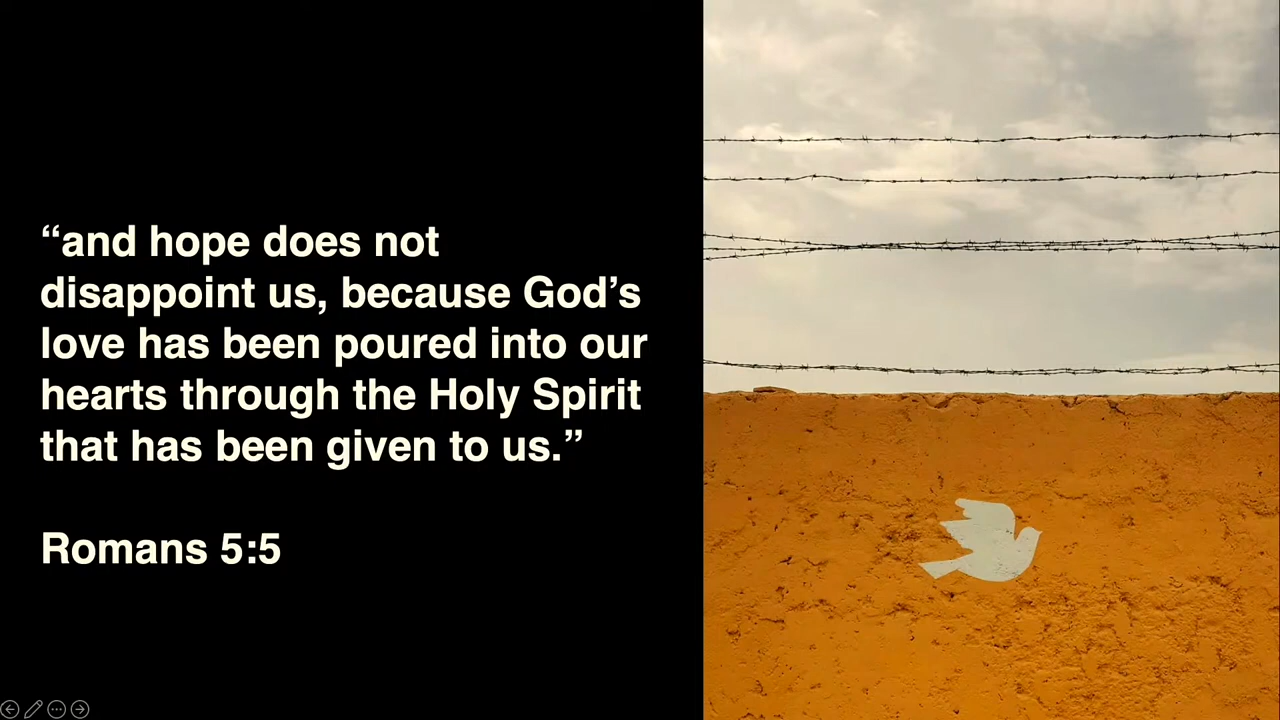 “and hope does not
disappoint us, because God’s
love has been poured into our
hearts through the Holy Spirit
that has been given to us.”
Romans 5:5